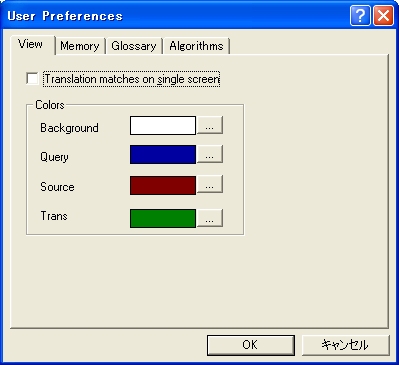 User Preferences
View Memory Glossary Algorithms
Translation matches on single screen
Colors
Background ...
Query ...
Source ...
Trans ...
OK キャンセル